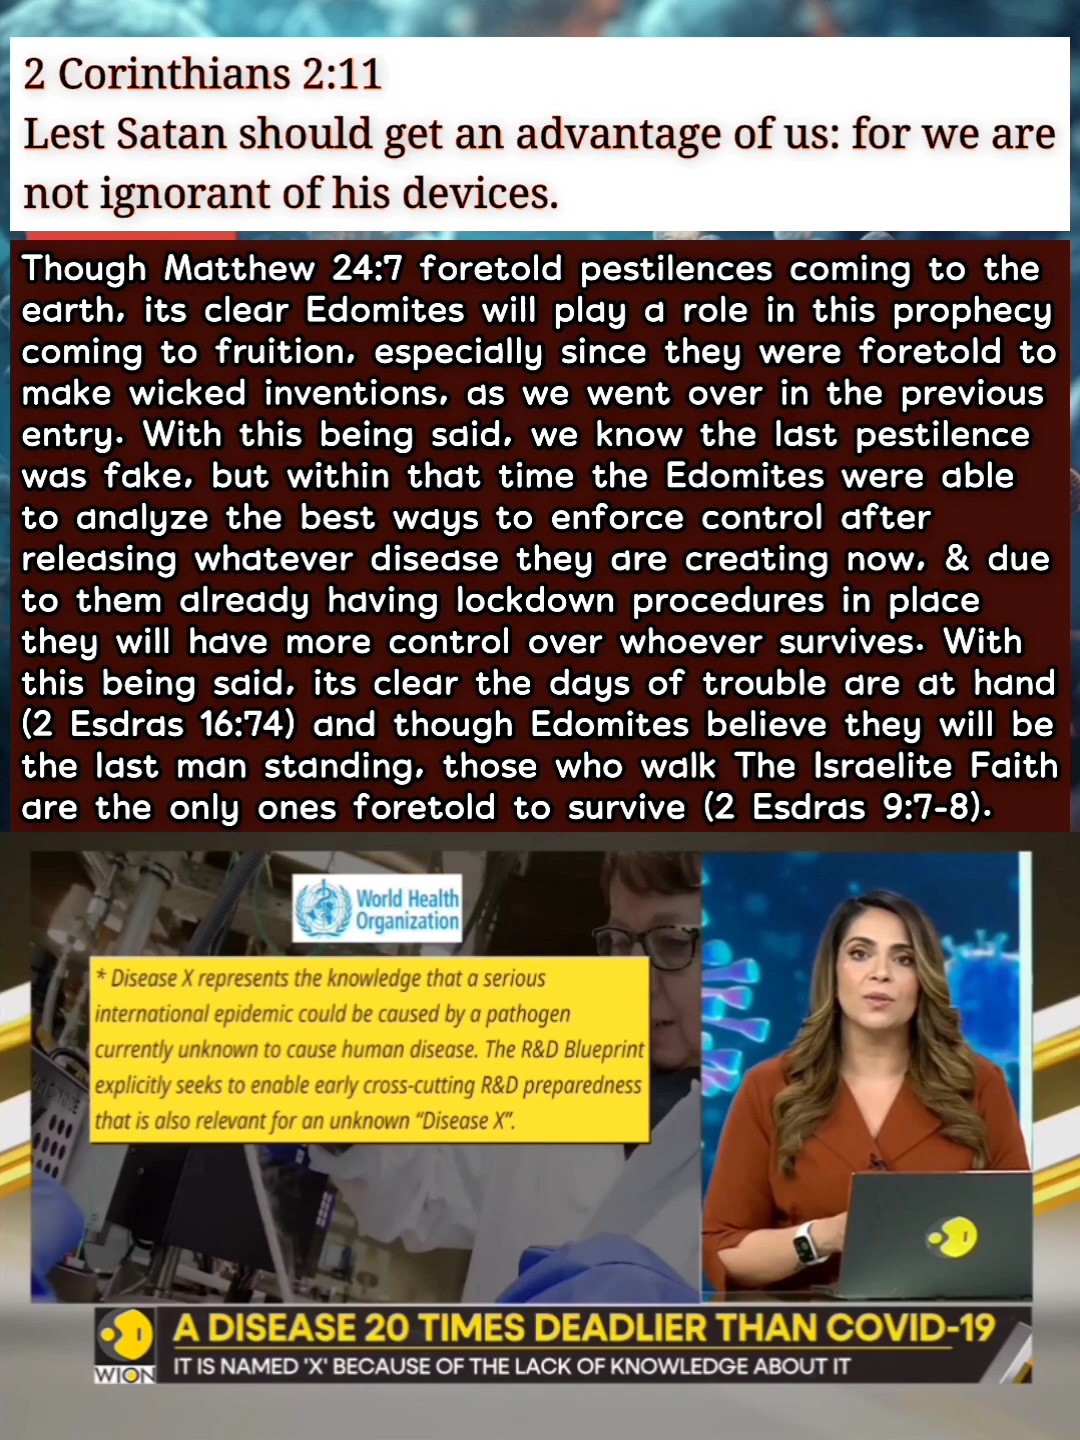 2 Corinthians 2:11
Lest Satan should get an advantage of us: for we are
not ignorant of his devices.
Though Matthew 24:7 foretold pestilences coming to the
earth, its clear Edomites will play a role in this prophecy
coming to fruition, especially since they were foretold to
make wicked inventions, as we went over in the previous
entry. With this being said, we know the last pestilence
was fake, but within that time the Edomites were able
to analyze the best ways to enforce control after
releasing whatever disease they are creating now, & due
to them already having lockdown procedures in place
they will have more control over whoever survives. With
this being said, its clear the days of trouble are at hand
(2 Esdras 16:74) and though Edomites believe they will be
the last man standing, those who walk The Israelite Faith
are the only ones foretold to survive (2 Esdras 9:7-8).
World Health
Organization
* Disease X represents the knowledge that a serious
international epidemic could be caused by a pathogen
currently unknown to cause human disease. The R&D Blueprint
explicitly seeks to enable early cross-cutting R&D preparedness
that is also relevant for an unknown "Disease X".
A DISEASE 20 TIMES DEADLIER THAN COVID-19
IT IS NAMED 'X' BECAUSE OF THE LACK OF KNOWLEDGE ABOUT IT
WION